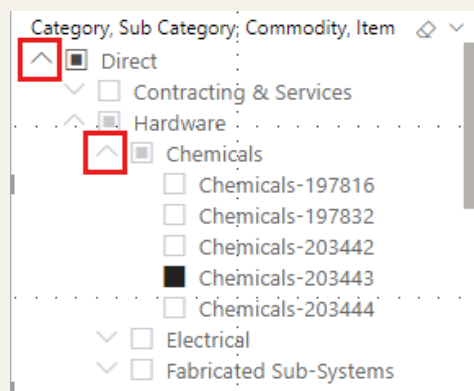 Category, Sub Category, Commodity, Item
Direct
Contracting & Services
Hardware
Chemicals
Chemicals-197816
Chemicals-197832
Chemicals-203442
Chemicals-203443
Chemicals-203444
Electrical
Fabricated Sub-Systems